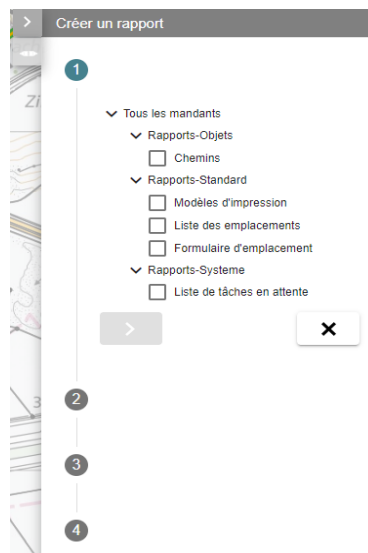 Créer un rapport
1
Tous les mandants
Rapports-Objets
Chemins
Rapports-Standard
Modèles d'impression
Liste des emplacements
Formulaire d'emplacement
Rapports-Systeme
Liste de tâches en attente
2
3
3
4